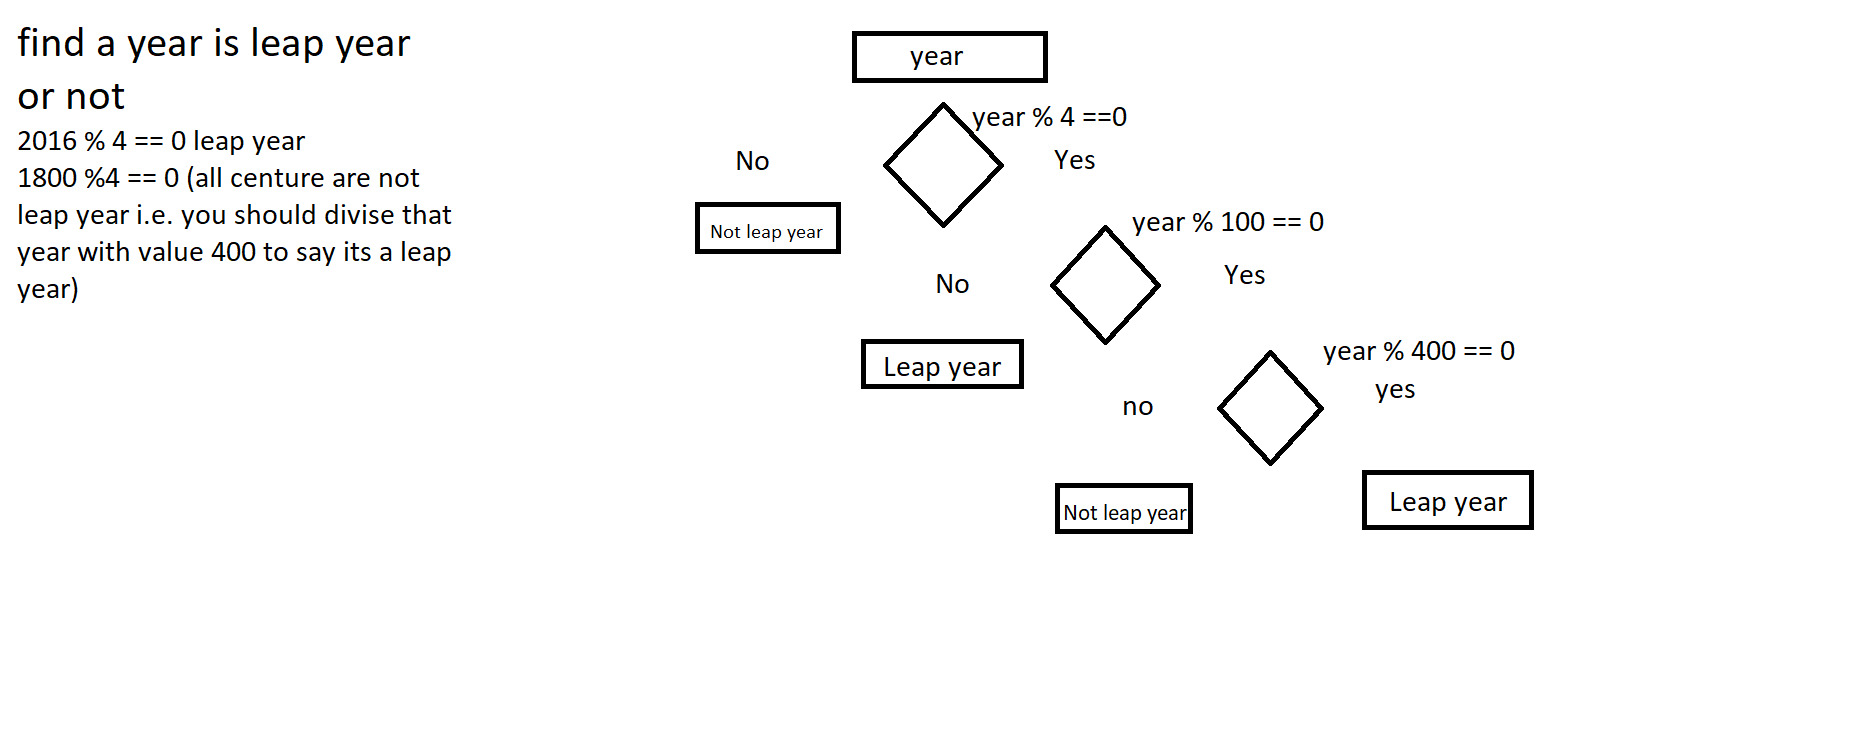 find a year is leap year
or not
2016 % 4 == 0 leap year
1800 %4 == 0 (all centure are not
leap year i.e. you should divise that
year with value 400 to say its a leap
year)
year
year % 4 ==0
No
Yes
Not leap year
year % 100 == 0
No
Yes
Leap year
year % 400 == 0
yes
no
Not leap year
Leap year